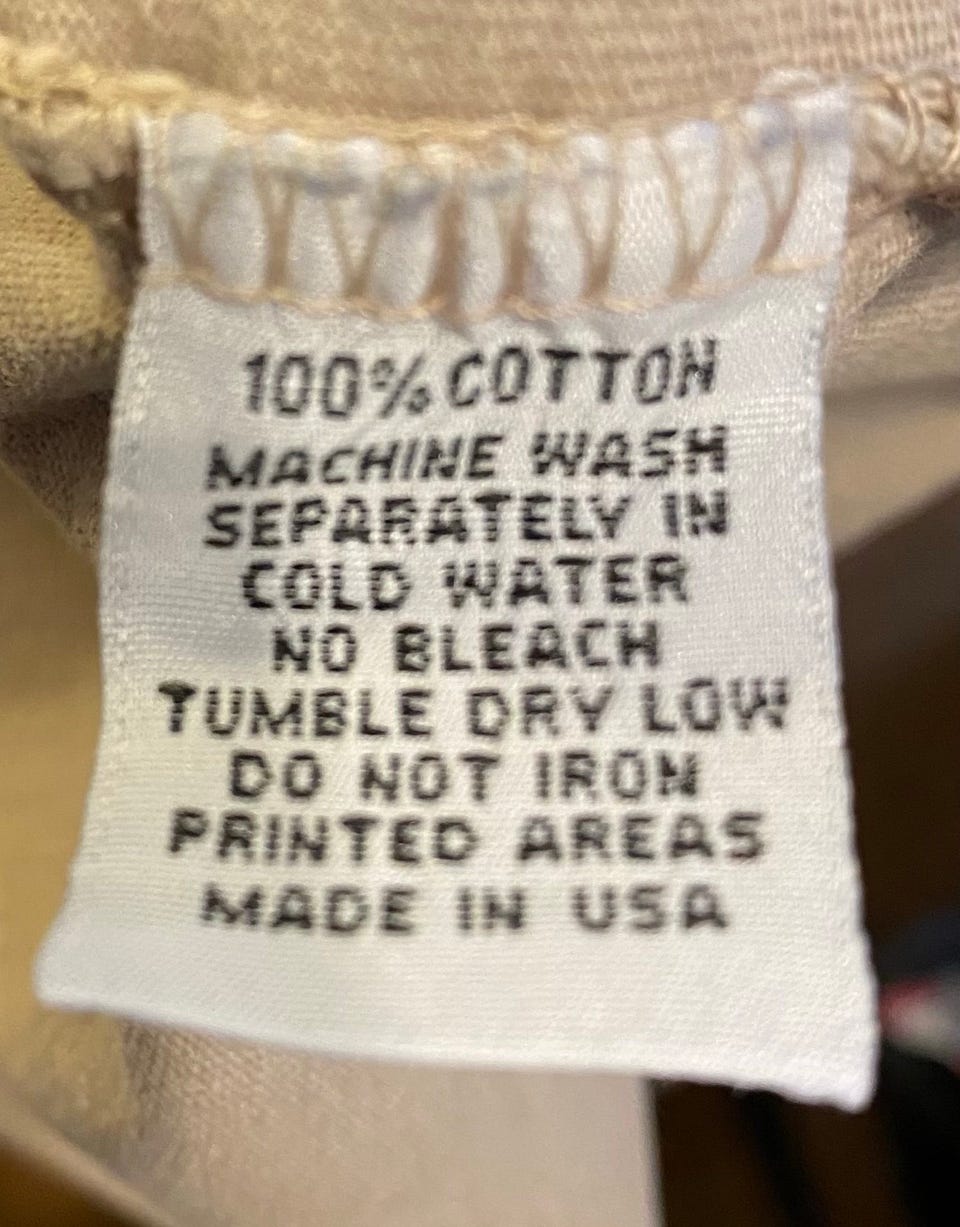 100% COTTON
MACHINE WASH
SEPARATELY IN
COLD WATER
NO BLEACH
TUMBLE DRY LOW
DO NOT IRON
PRINTED AREAS
MADE IN USA